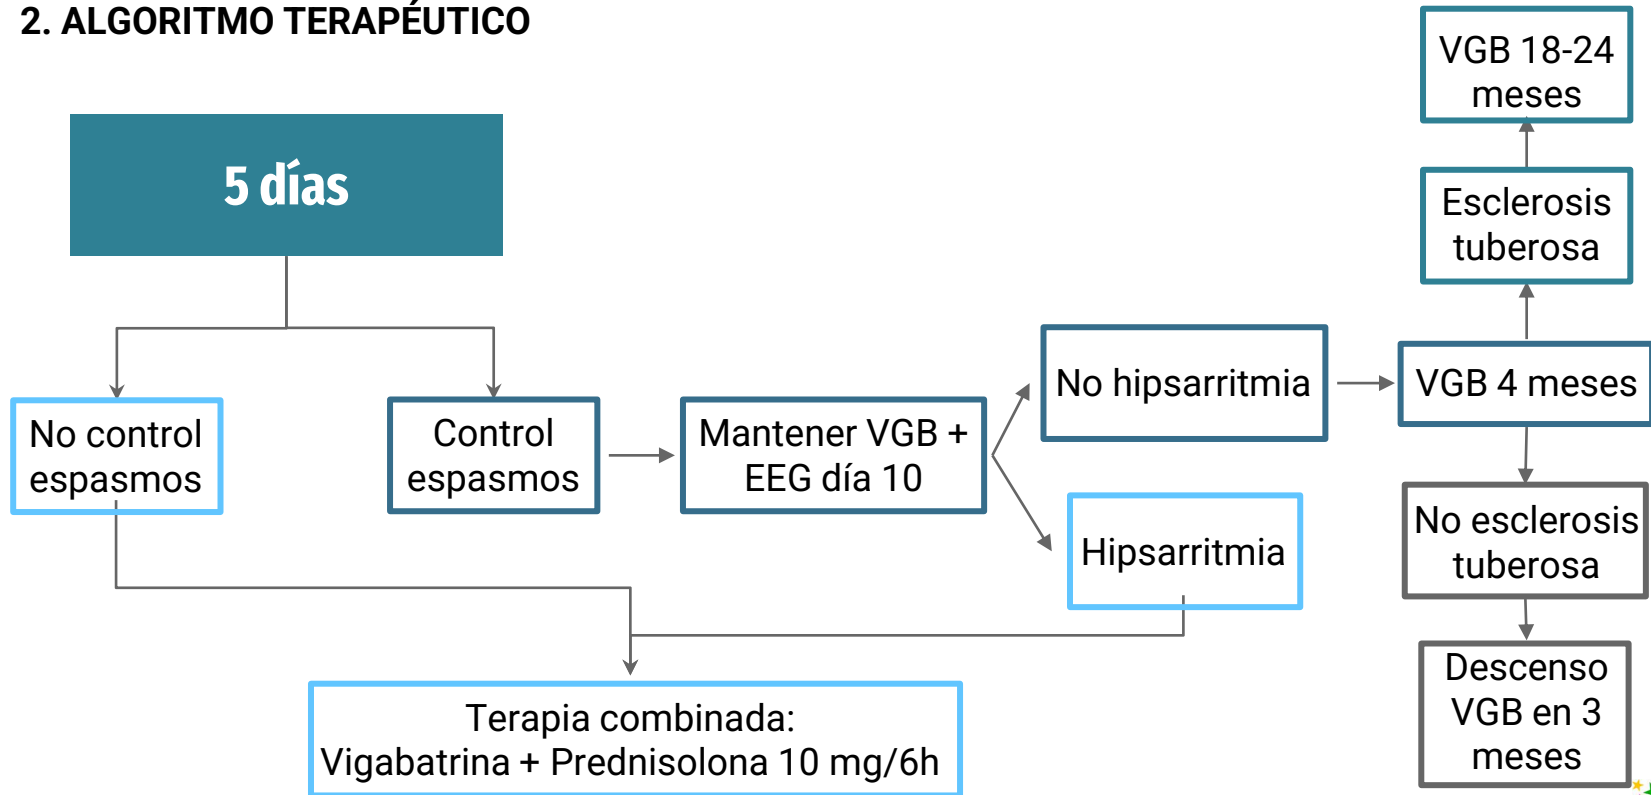 2. ALGORITMO TERAPÉUTICO
VGB 18-24
meses
5 días
Esclerosis
tuberosa
No control
espasmos
Control
espasmos
Mantener VGB +
EEG día 10
No hipsarritmia
VGB 4 meses
Hipsarritmia
No esclerosis
tuberosa
Terapia combinada:
Vigabatrina + Prednisolona 10 mg/6h
Descenso
VGB en 3
meses